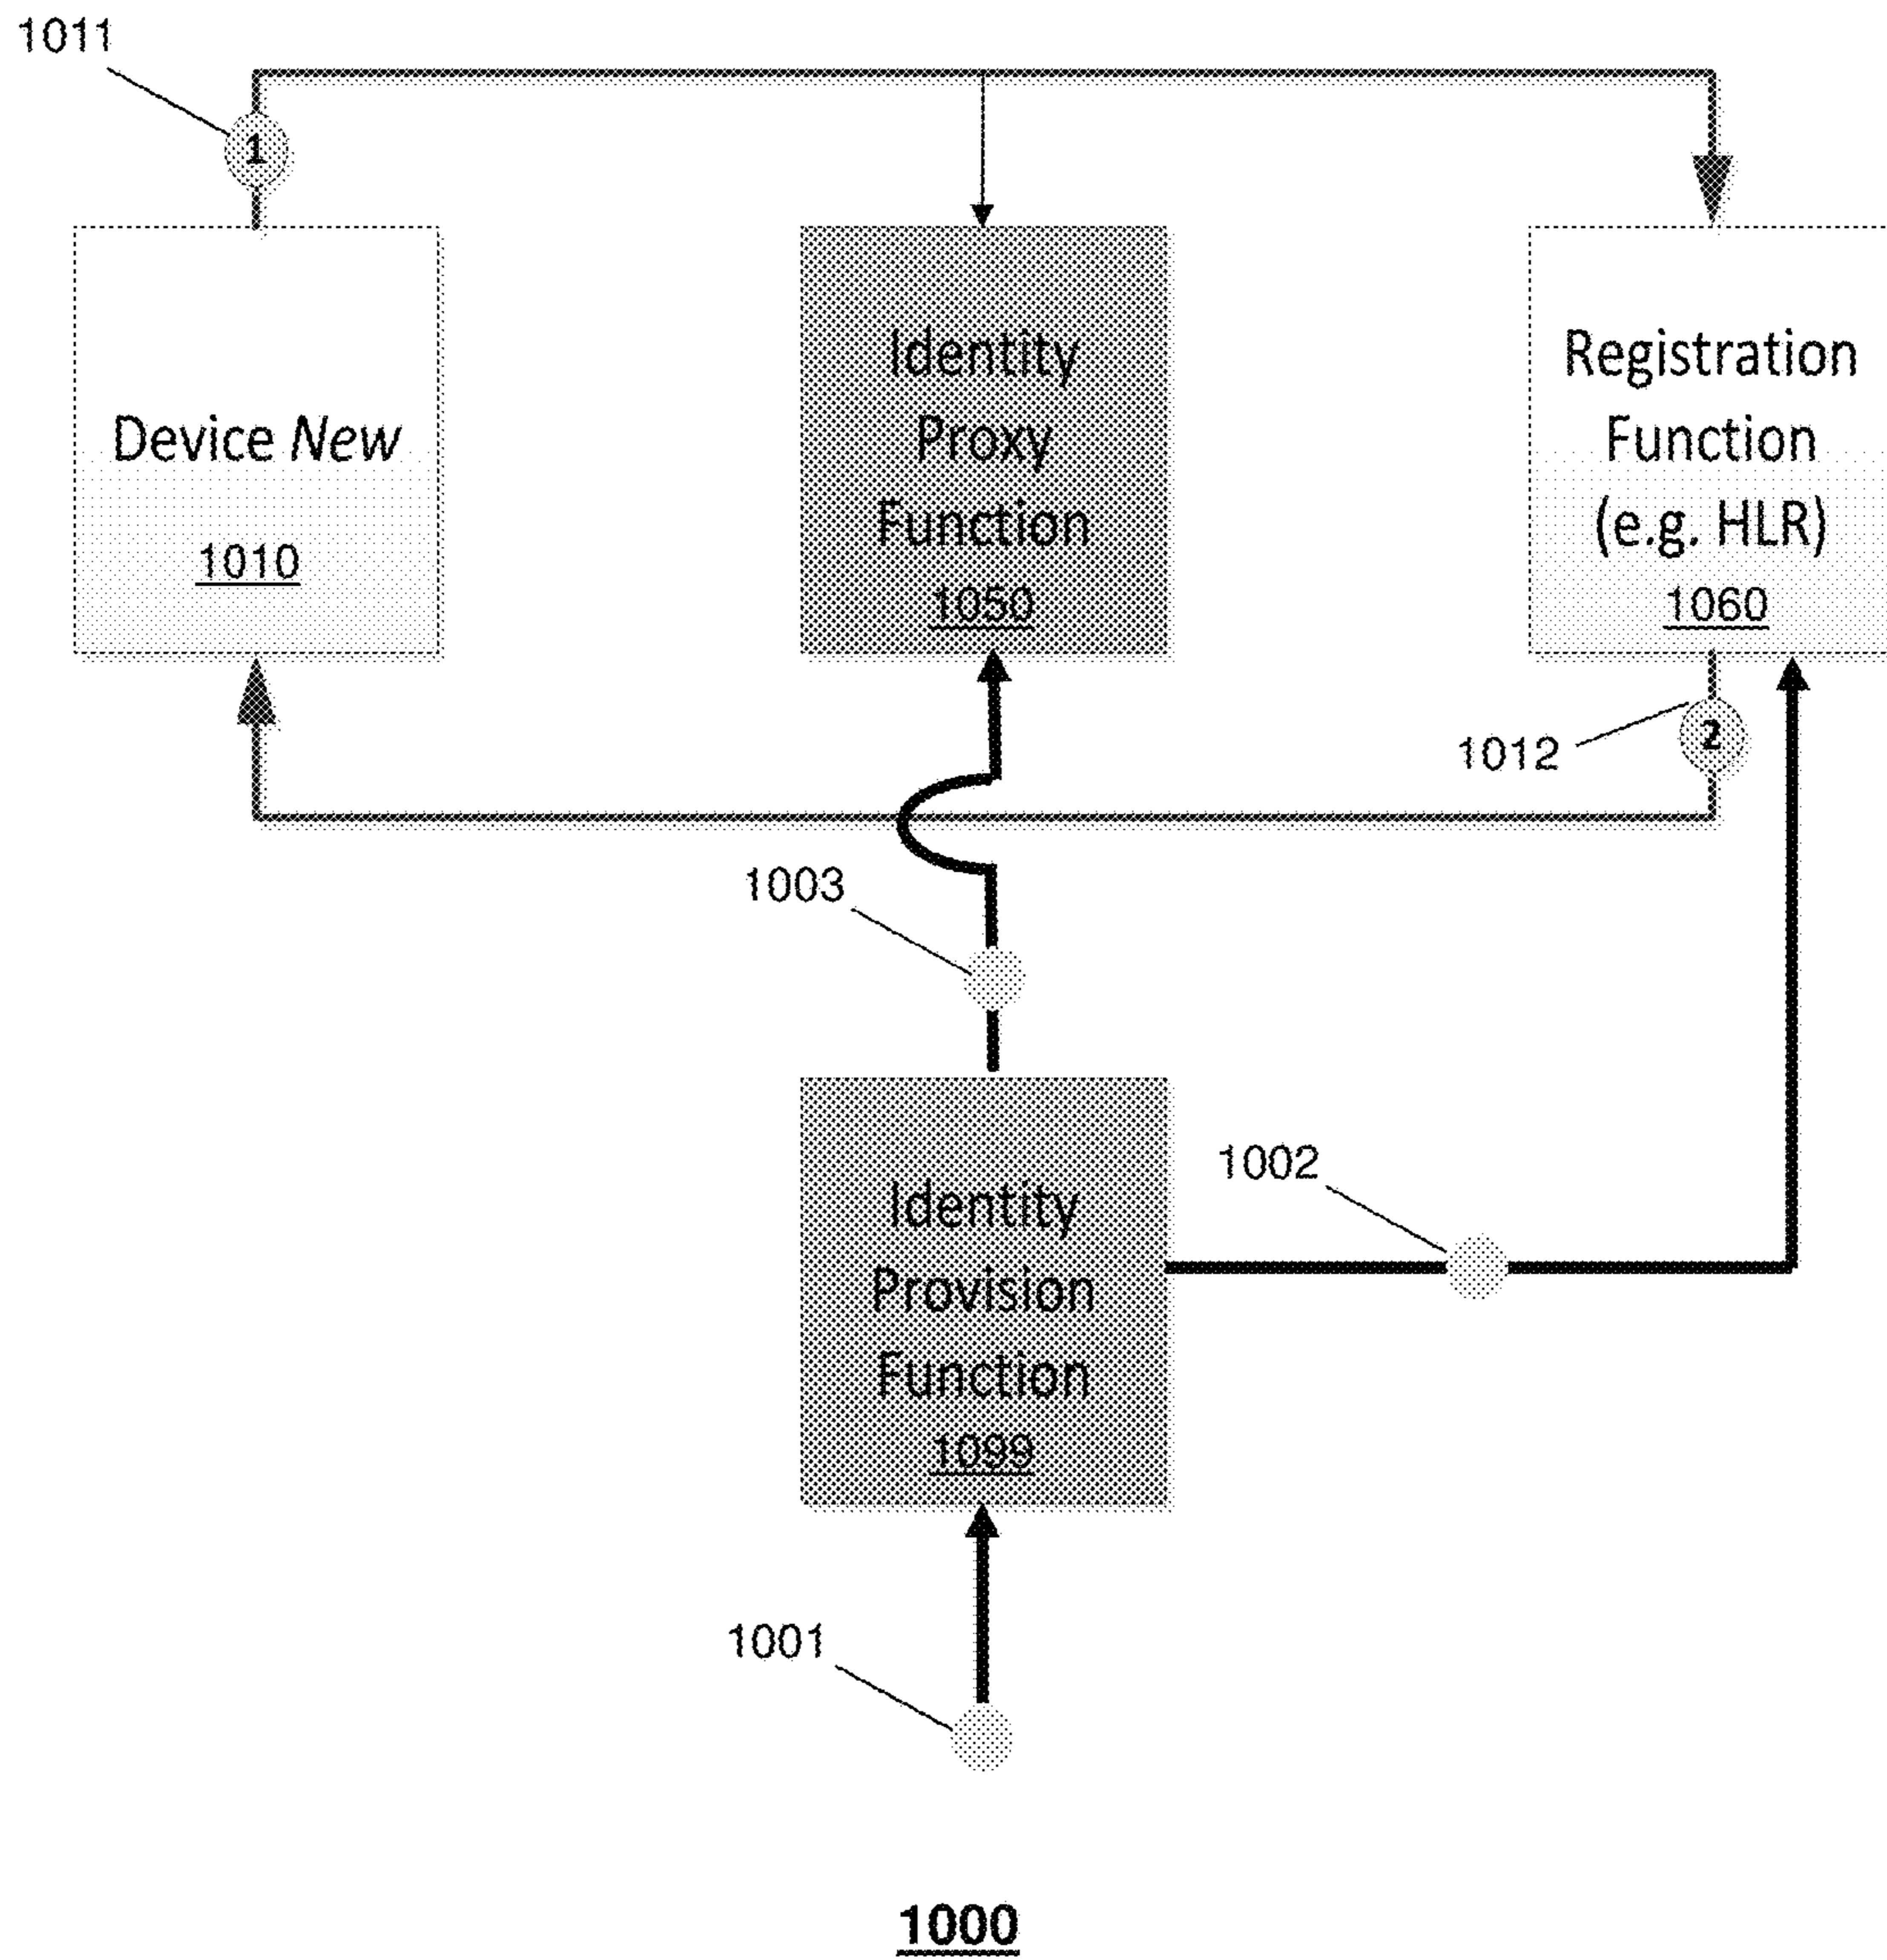 1011
1
Device New
1010
Identity
Proxy
Function
1050
Registration
Function
(e.g. HLR)
1060
1012
2
1003
Identity
Provision
Function
1099
1002
1001
1000